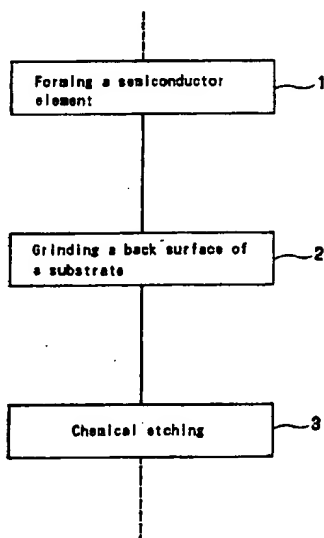 Forming a semiconductor 1
element
Grinding a back surface of 2
a substrate
Chemical etching 3